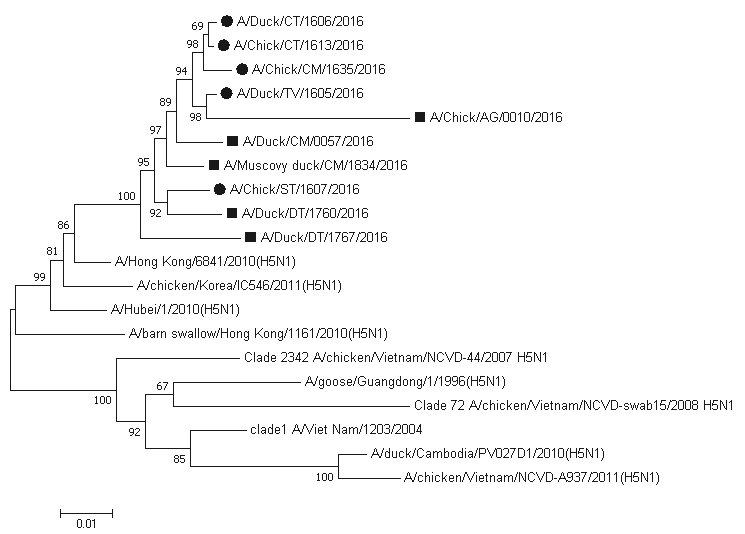 69
A/Duck/CT/1606/2016
98
A/Chick/CT/1613/2016
94
A/Chick/CM/1635/2016
89
A/Duck/TV/1605/2016
98
A/Chick/AG/0010/2016
97
A/Duck/CM/0057/2016
95
A/Muscovy duck/CM/1834/2016
100
A/Chick/ST/1607/2016
92
A/Duck/DT/1760/2016
86
A/Duck/DT/1767/2016
81
A/Hong Kong/6841/2010(H5N1)
99
A/chicken/Korea/IC546/2011(H5N1)
A/Hubei/1/2010(H5N1)
A/barn swallow/Hong Kong/1161/2010(H5N1)
Clade 2342 A/chicken/Vietnam/NCVD-44/2007 H5N1
100
67
A/goose/Guangdong/1/1996(H5N1)
Clade 72 A/chicken/Vietnam/NCVD-swab15/2008 H5N1
92
clade1 A/Viet Nam/1203/2004
85
A/duck/Cambodia/PV027D1/2010(H5N1)
100
A/chicken/Vietnam/NCVD-A937/2011(H5N1)
0.01